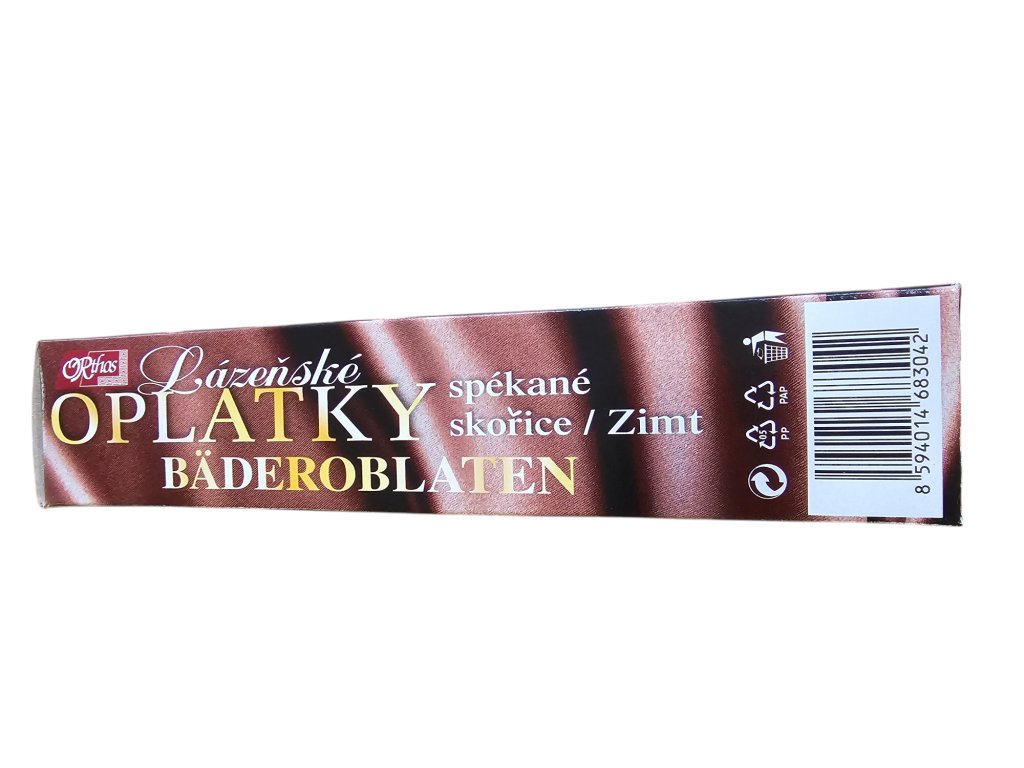 ORthos
Lázeňské
OPLATKY
BÄDEROBLATEN
spékané
skořice / Zimt
PAP
05
PP
8 594014 683042